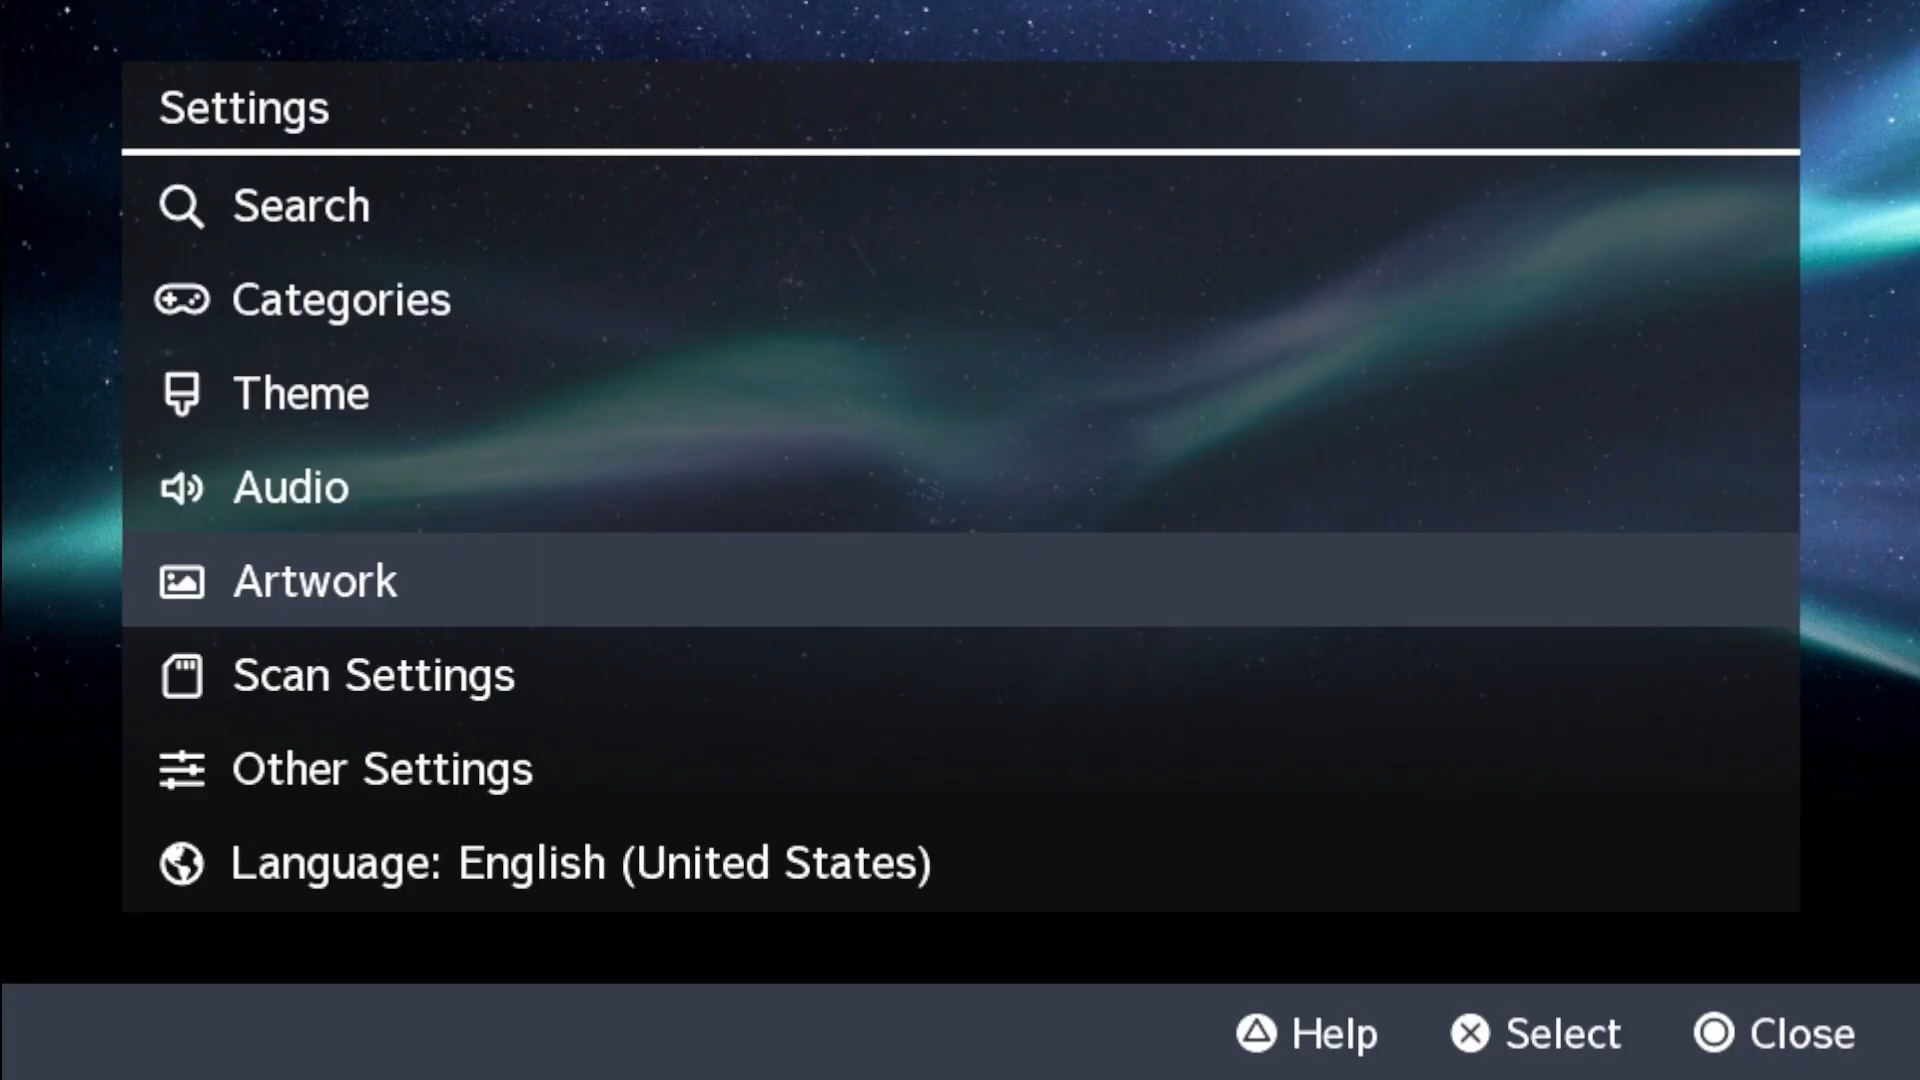 Settings
Search
Categories
Theme
Audio
Artwork
Scan Settings
Other Settings
Language: English (United States)
Help Select Close